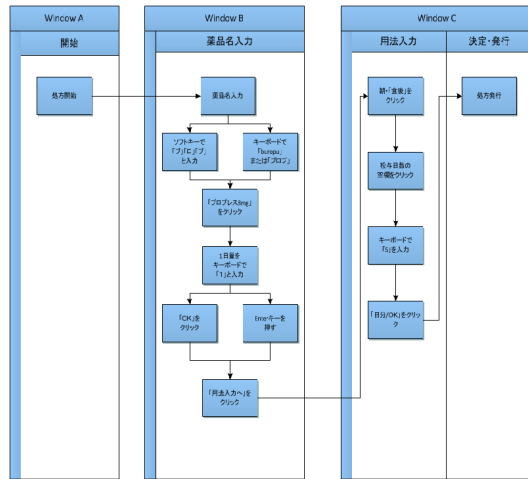 Window A
Window B
Window C
開始
薬品名入力
用法入力
決定・発行
処方開始
薬品名入力
ソフトキーで
「ブ」「ロ」「プ」
と入力
キーボードで
または「ブロプ」
「ブロプレス8mg」
をクリック
1日量を
キーボードで
「1」と入力
「OK」を
クリック
Enterキーを
押す
「用法入力へ」を
クリック
朝・「食後」を
クリック
投与日数の
空欄をクリック
キーボードで
「5」を入力
「日分/OK」をクリッ
ク
処方発行